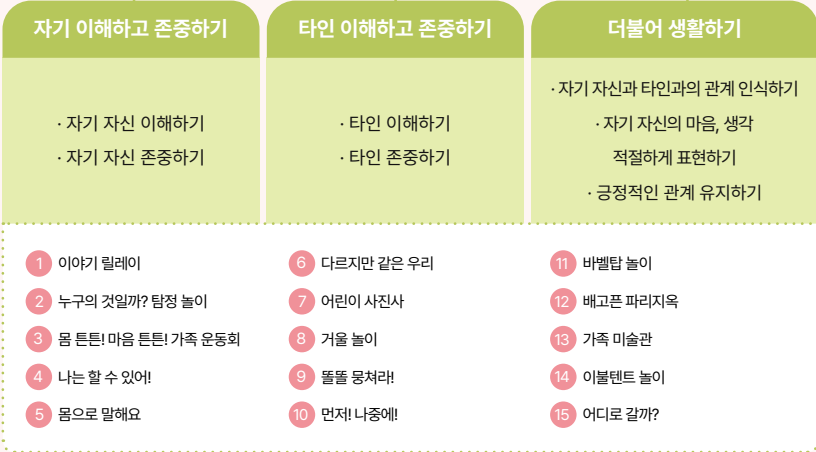 자기 이해하고 존중하기
· 자기 자신 이해하기
· 자기 자신 존중하기
1 이야기 릴레이
2 누구의 것일까? 탐정 놀이
3 몸 튼튼! 마음 튼튼! 가족 운동회
4 나는 할 수 있어!
5 몸으로 말해요
타인 이해하고 존중하기
· 타인 이해하기
· 타인 존중하기
6 다르지만 같은 우리
7 어린이 사진사
8 거울 놀이
9 똘똘 뭉쳐라!
10 먼저! 나중에!
더불어 생활하기
· 자기 자신과 타인과의 관계 인식하기
· 자기 자신의 마음, 생각
적절하게 표현하기
· 긍정적인 관계 유지하기
11 바벨탑 놀이
12 배고픈 파리지옥
13 가족 미술관
14 이불텐트 놀이
15 어디로 갈까?